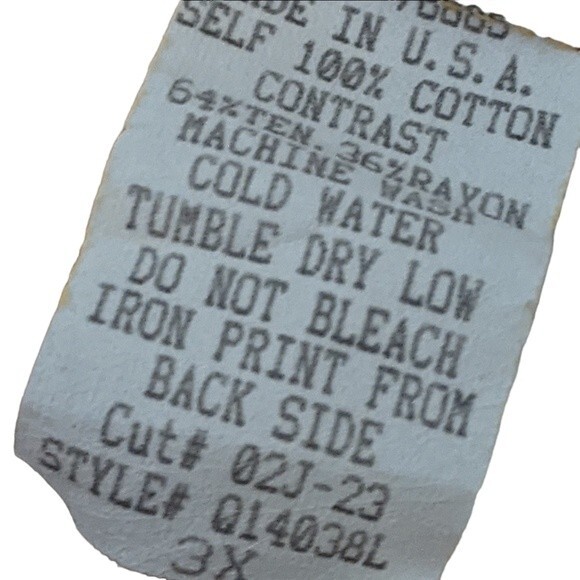 IN U.S.A.
SELF 100% COTTON
CONTRAST
64%TEN. 36%RAYON
MACHINE WASH
COLD WATER
TUMBLE DRY LOW
DO NOT BLEACH
IRON PRINT FROM
BACK SIDE
Cut# 02J-23
STYLE# Q14038L
3X